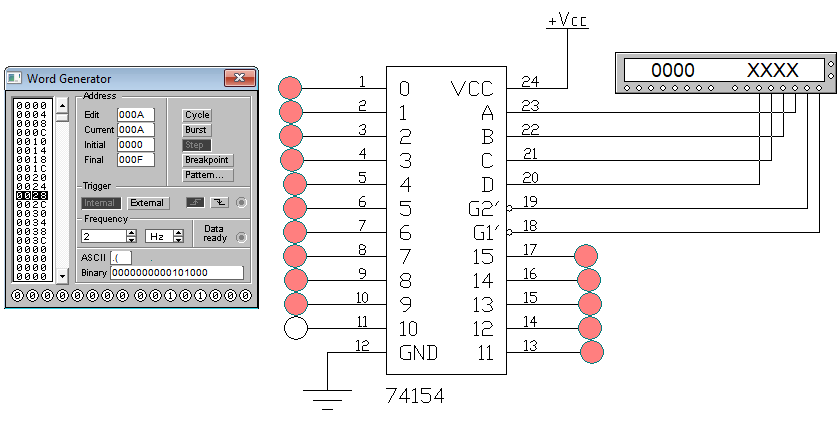 Word Generator
0000
0004
0008
000C
0010
0014
0018
001C
0020
0024
0028
002C
0030
0034
0038
003C
0000
0000
0000
0000
Address
Edit 000A
Current 000A
Initial 0000
Final 000F
Cycle
Burst
Step
Breakpoint
Pattern...
Trigger
Internal External
Frequency
2 Hz
Data
ready
ASCII .( .
Binary 0000000000101000
0 0 0 0 0 0 0 0 0 0 1 0 1 0 0 0
+Vcc
0000 XXXX
1 0 VCC 24
2 1 A 23
3 2 B 22
4 3 C 21
5 4 D 20
6 5 G2' 19
7 6 G1' 18
8 7 15 17
9 8 14 16
10 9 13 15
11 10 12 14
12 GND 11 13
74154